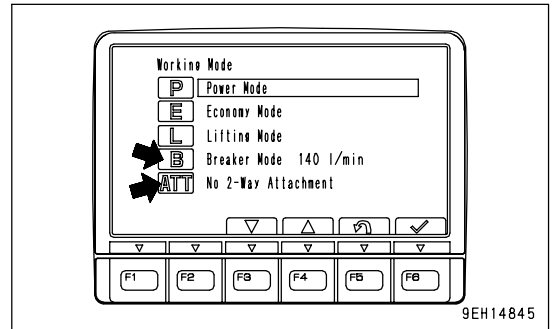 Working Mode
P Power Mode
E Economy Mode
L Lifting Mode
B Breaker Mode 140 l/min
ATT No 2-Way Attachment
F1 F2 F3 F4 F5 F6
9EH14845